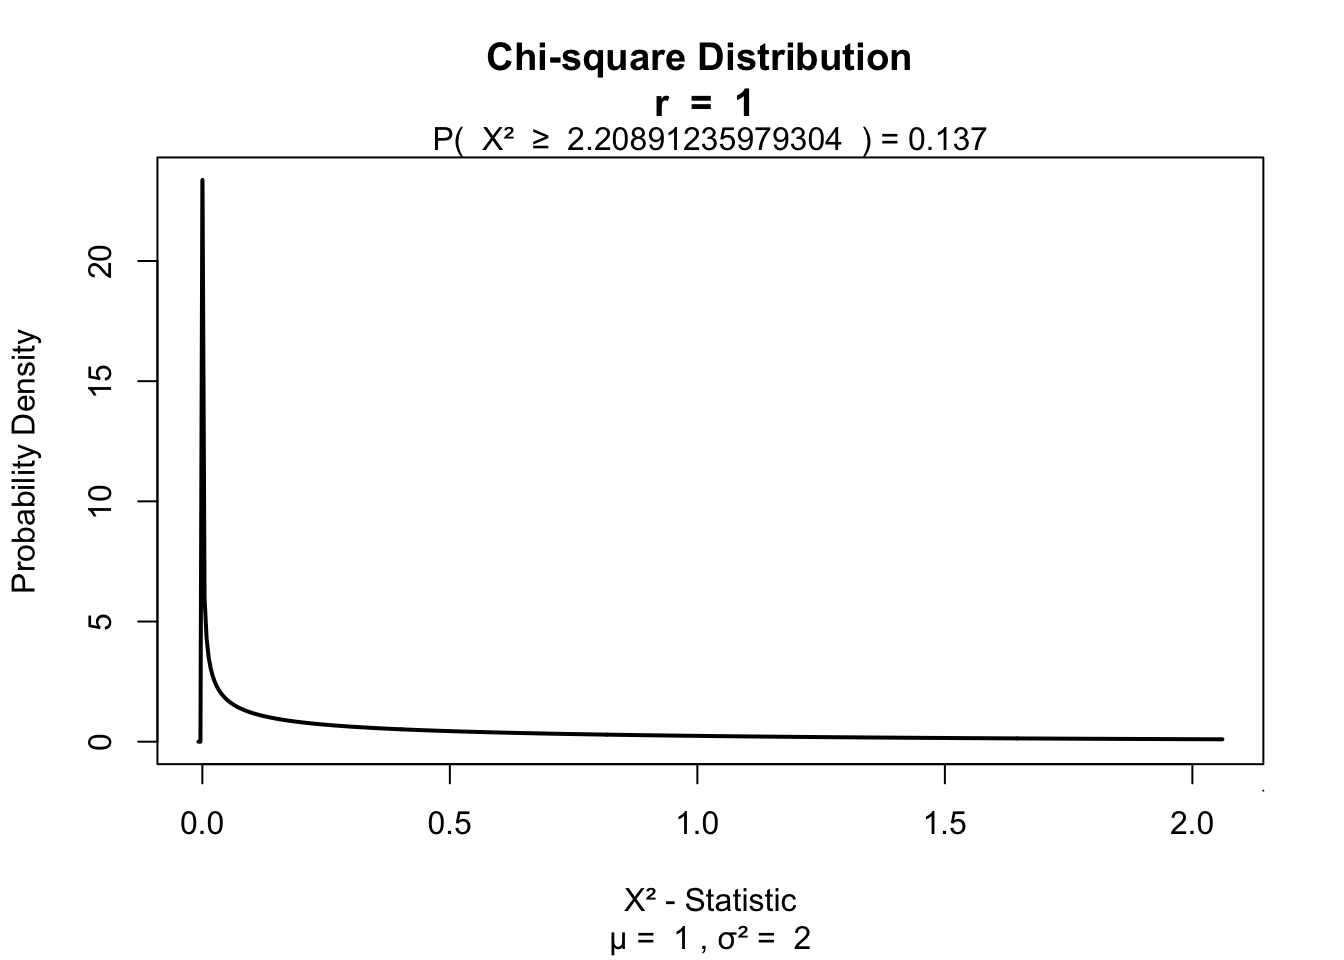 Chi-square Distribution
r = 1
P( X² ≥ 2.20891235979304 ) = 0.137
Probability Density
20
15
10
5
0
0.0 0.5 1.0 1.5 2.0
X² - Statistic
μ = 1 , σ² = 2